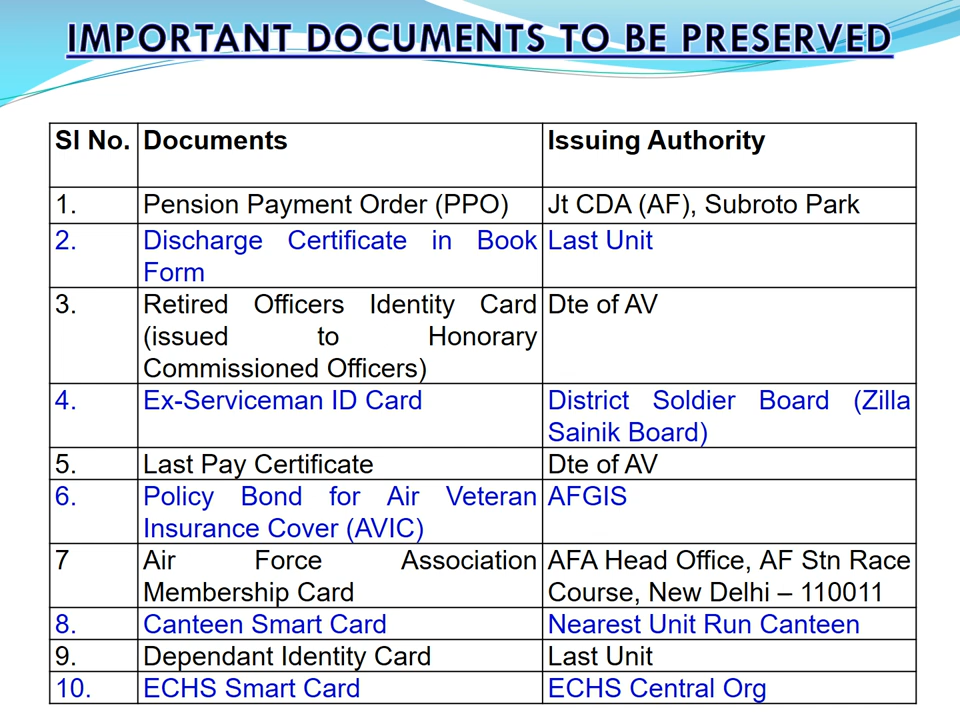 IMPORTANT DOCUMENTS TO BE PRESERVED
Sl No. Documents Issuing Authority
1. Pension Payment Order (PPO) Jt CDA (AF), Subroto Park
2. Discharge Certificate in Book Last Unit
Form
3. Retired Officers Identity Card Dte of AV
(issued to Honorary
Commissioned Officers)
4. Ex-Serviceman ID Card District Soldier Board (Zilla
Sainik Board)
5. Last Pay Certificate Dte of AV
6. Policy Bond for Air Veteran AFGIS
Insurance Cover (AVIC)
7 Air Force Association AFA Head Office, AF Stn Race
Membership Card Course, New Delhi – 110011
8. Canteen Smart Card Nearest Unit Run Canteen
9. Dependant Identity Card Last Unit
10. ECHS Smart Card ECHS Central Org